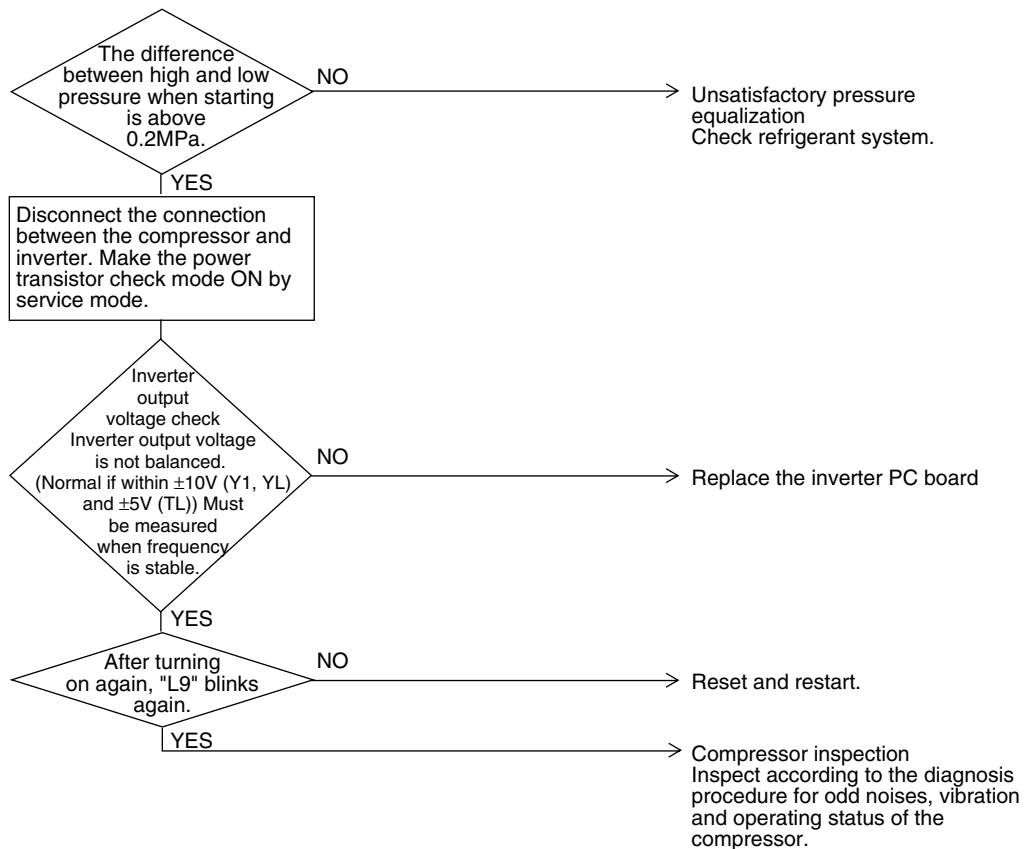 The difference
between high and low
pressure when starting
is above
0.2MPa.
NO
Unsatisfactory pressure
equalization
Check refrigerant system.
YES
Disconnect the connection
between the compressor and
inverter. Make the power
transistor check mode ON by
service mode.
Inverter
output
voltage check
Inverter output voltage
is not balanced.
(Normal if within ±10V (Y1, YL)
and ±5V (TL)) Must
be measured
when frequency
is stable.
NO
Replace the inverter PC board
YES
After turning
on again, "L9" blinks
again.
NO
Reset and restart.
YES
Compressor inspection
Inspect according to the diagnosis
procedure for odd noises, vibration
and operating status of the
compressor.